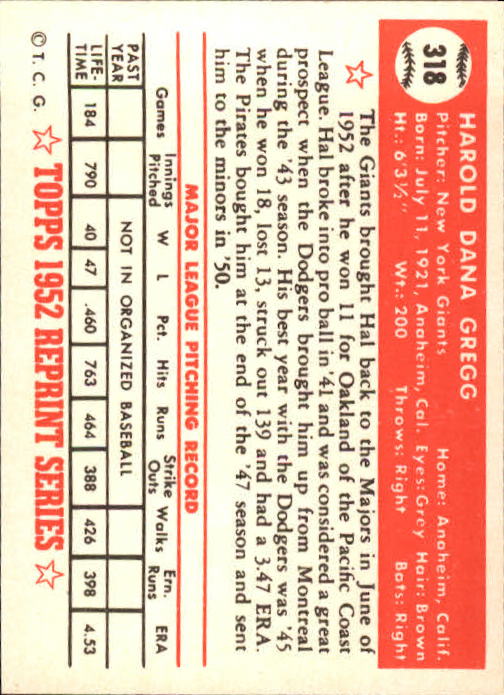 318
HAROLD DANA GREGG
Pitcher: New York Giants Home: Anaheim, Calif.
Born: July 11, 1921, Anaheim, Cal. Eyes: Grey Hair: Brown
Ht.: 6'3½" Wt.: 200 Throws: Right Bats: Right
The Giants brought Hal back to the Majors in June of
1952 after he won 11 for Oakland of the Pacific Coast
League. Hal broke into pro ball in '41 and was considered a great
prospect when the Dodgers brought him up from Montreal
during the '43 season. His best year with the Dodgers was '45
when he won 18, lost 13, struck out 139 and had a 3.47 ERA.
The Pirates bought him at the end of the '47 season and sent
him to the minors in '50.
MAJOR LEAGUE PITCHING RECORD
Games Innings Pitched W L Pct. Hits Runs Strike Outs Walks Ern. Runs ERA
PAST YEAR NOT IN ORGANIZED BASEBALL
LIFE-TIME 184 790 40 47 .460 763 464 388 426 398 4.53
© T. C. G. TOPPS 1952 REPRINT SERIES